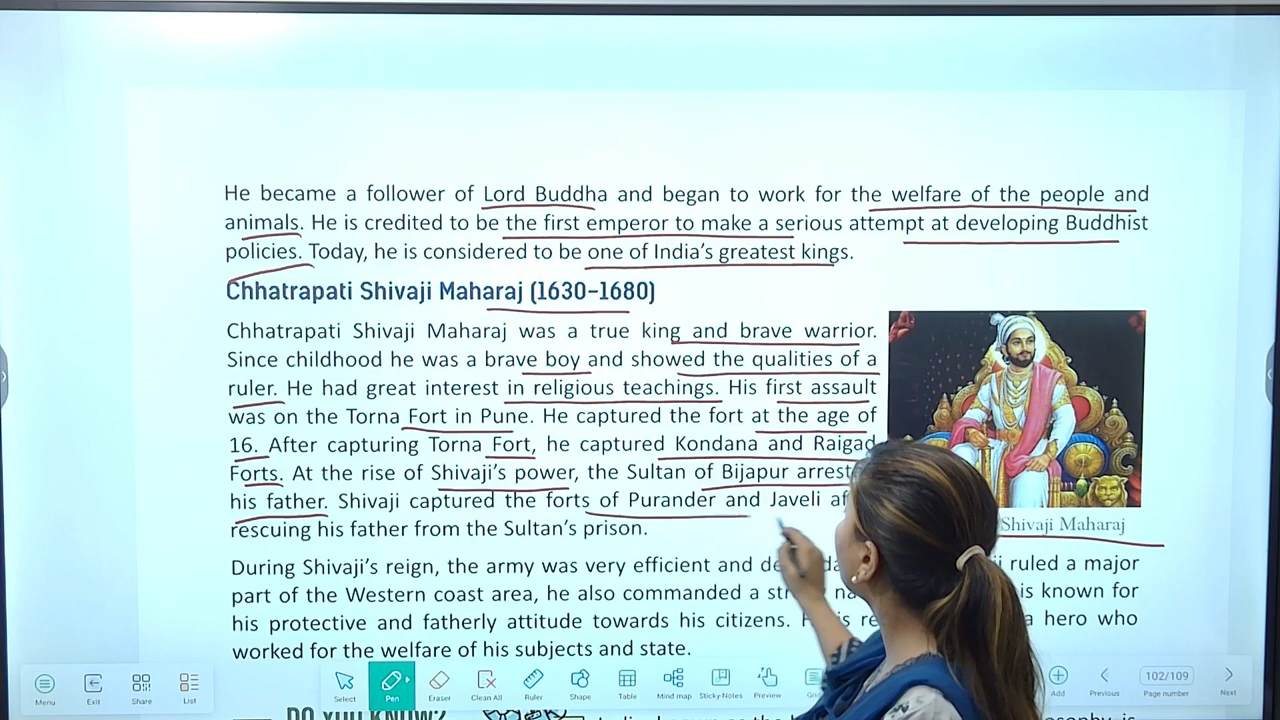 He became a follower of Lord Buddha and began to work for the welfare of the people and
animals. He is credited to be the first emperor to make a serious attempt at developing Buddhist
policies. Today, he is considered to be one of India's greatest kings.
Chhatrapati Shivaji Maharaj (1630–1680)
Chhatrapati Shivaji Maharaj was a true king and brave warrior.
Since childhood he was a brave boy and showed the qualities of a
ruler. He had great interest in religious teachings. His first assault
was on the Torna Fort in Pune. He captured the fort at the age of
16. After capturing Torna Fort, he captured Kondana and Raigad
Forts. At the rise of Shivaji's power, the Sultan of Bijapur
his father. Shivaji captured the forts of Purander and Javeli
rescuing his father from the Sultan's prison.
Shivaji Maharaj
During Shivaji's reign, the army was very efficient and ruled a major
part of the Western coast area, he also commanded a is known for
his protective and fatherly attitude towards his citizens. a hero who
worked for the welfare of his subjects and state.
DO YOU KNOW?
Menu Exit Share List Select Pen Eraser Clean All Ruler Shape Table Mind map Sticky-Notes Preview Add Previous 102/109 Page number Next